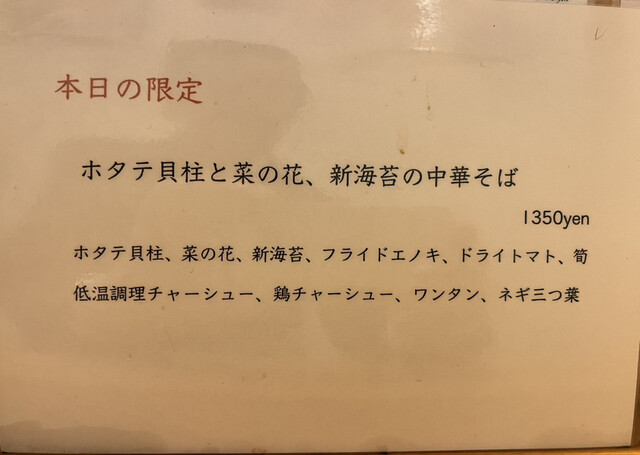 本日の限定
ホタテ貝柱と菜の花、新海苔の中華そば
1350yen
ホタテ貝柱、菜の花、新海苔、フライドエノキ、ドライトマト、筍
低温調理チャーシュー、鶏チャーシュー、ワンタン、ネギ三つ葉